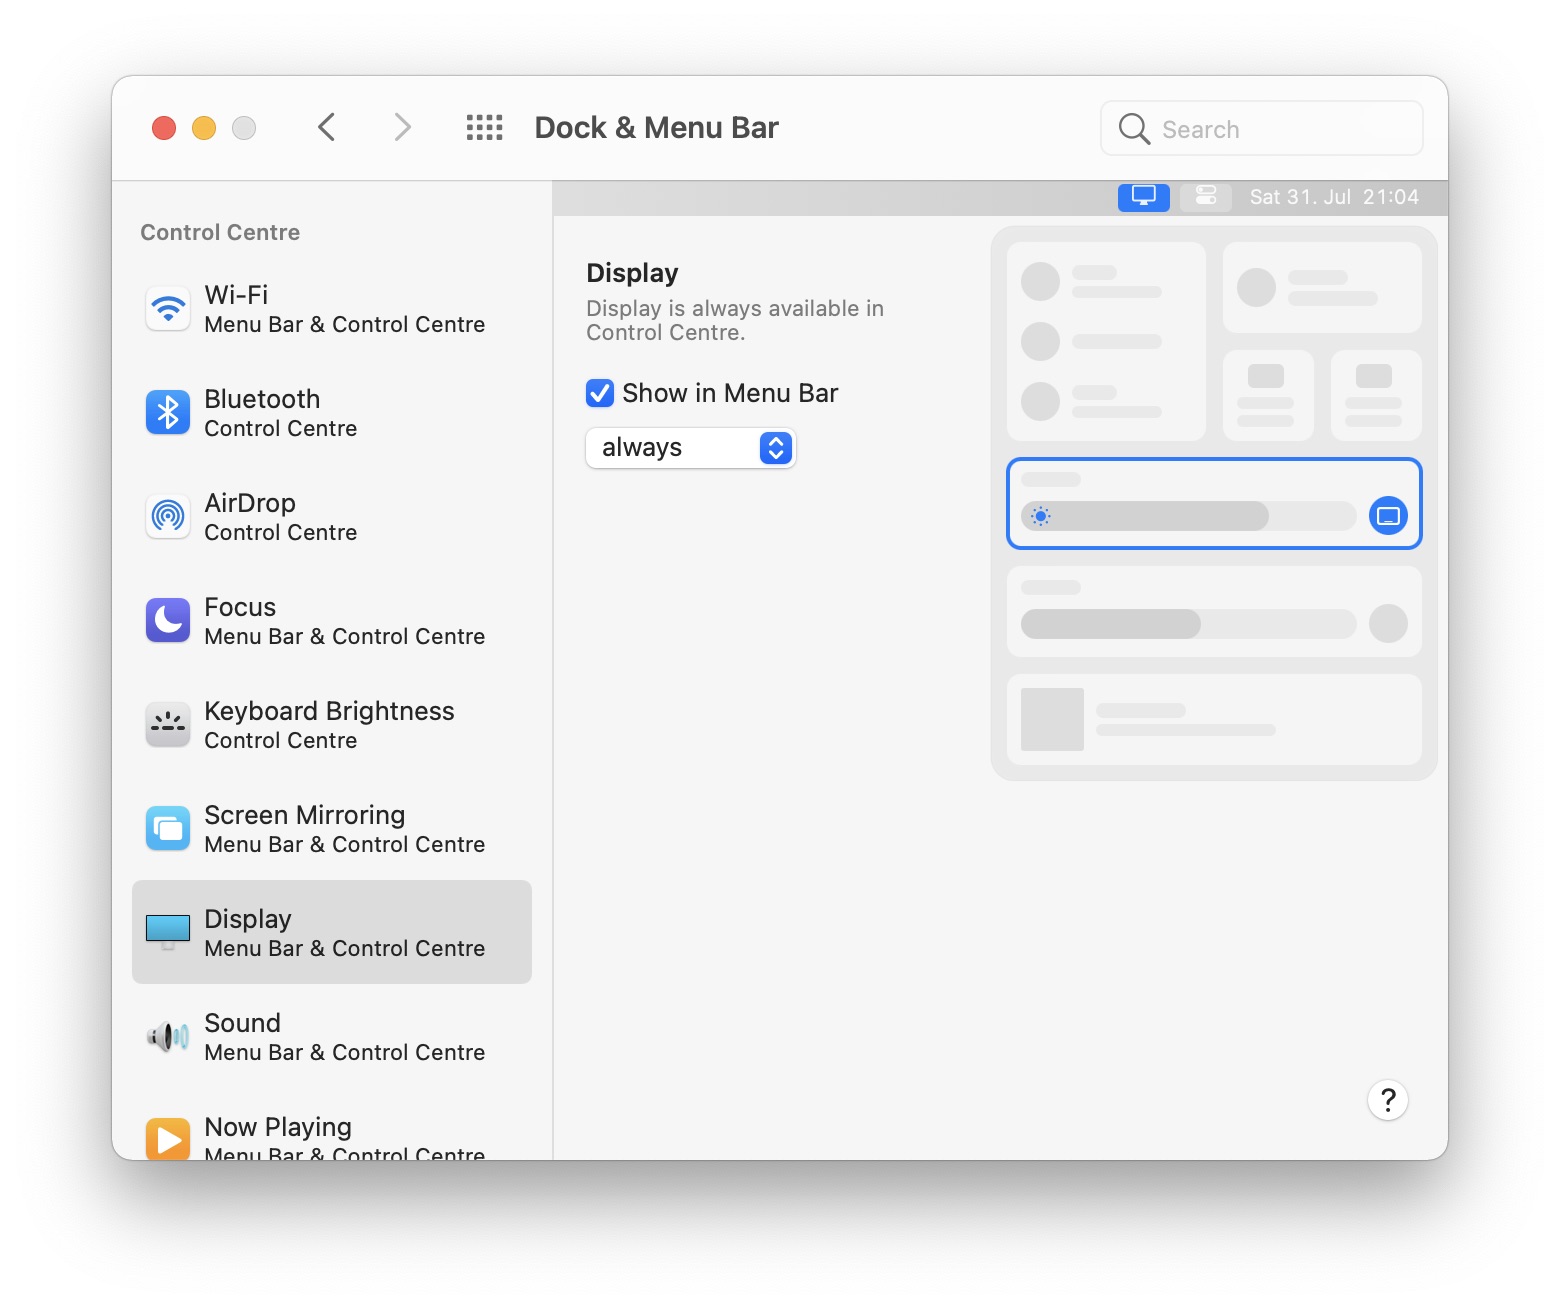 Dock & Menu Bar
Search
Sat 31. Jul 21:04
Control Centre
Wi-Fi
Menu Bar & Control Centre
Bluetooth
Control Centre
AirDrop
Control Centre
Focus
Menu Bar & Control Centre
Keyboard Brightness
Control Centre
Screen Mirroring
Menu Bar & Control Centre
Display
Menu Bar & Control Centre
Sound
Menu Bar & Control Centre
Now Playing
Menu Bar & Control Centre
Display
Display is always available in
Control Centre.
Show in Menu Bar
always
?